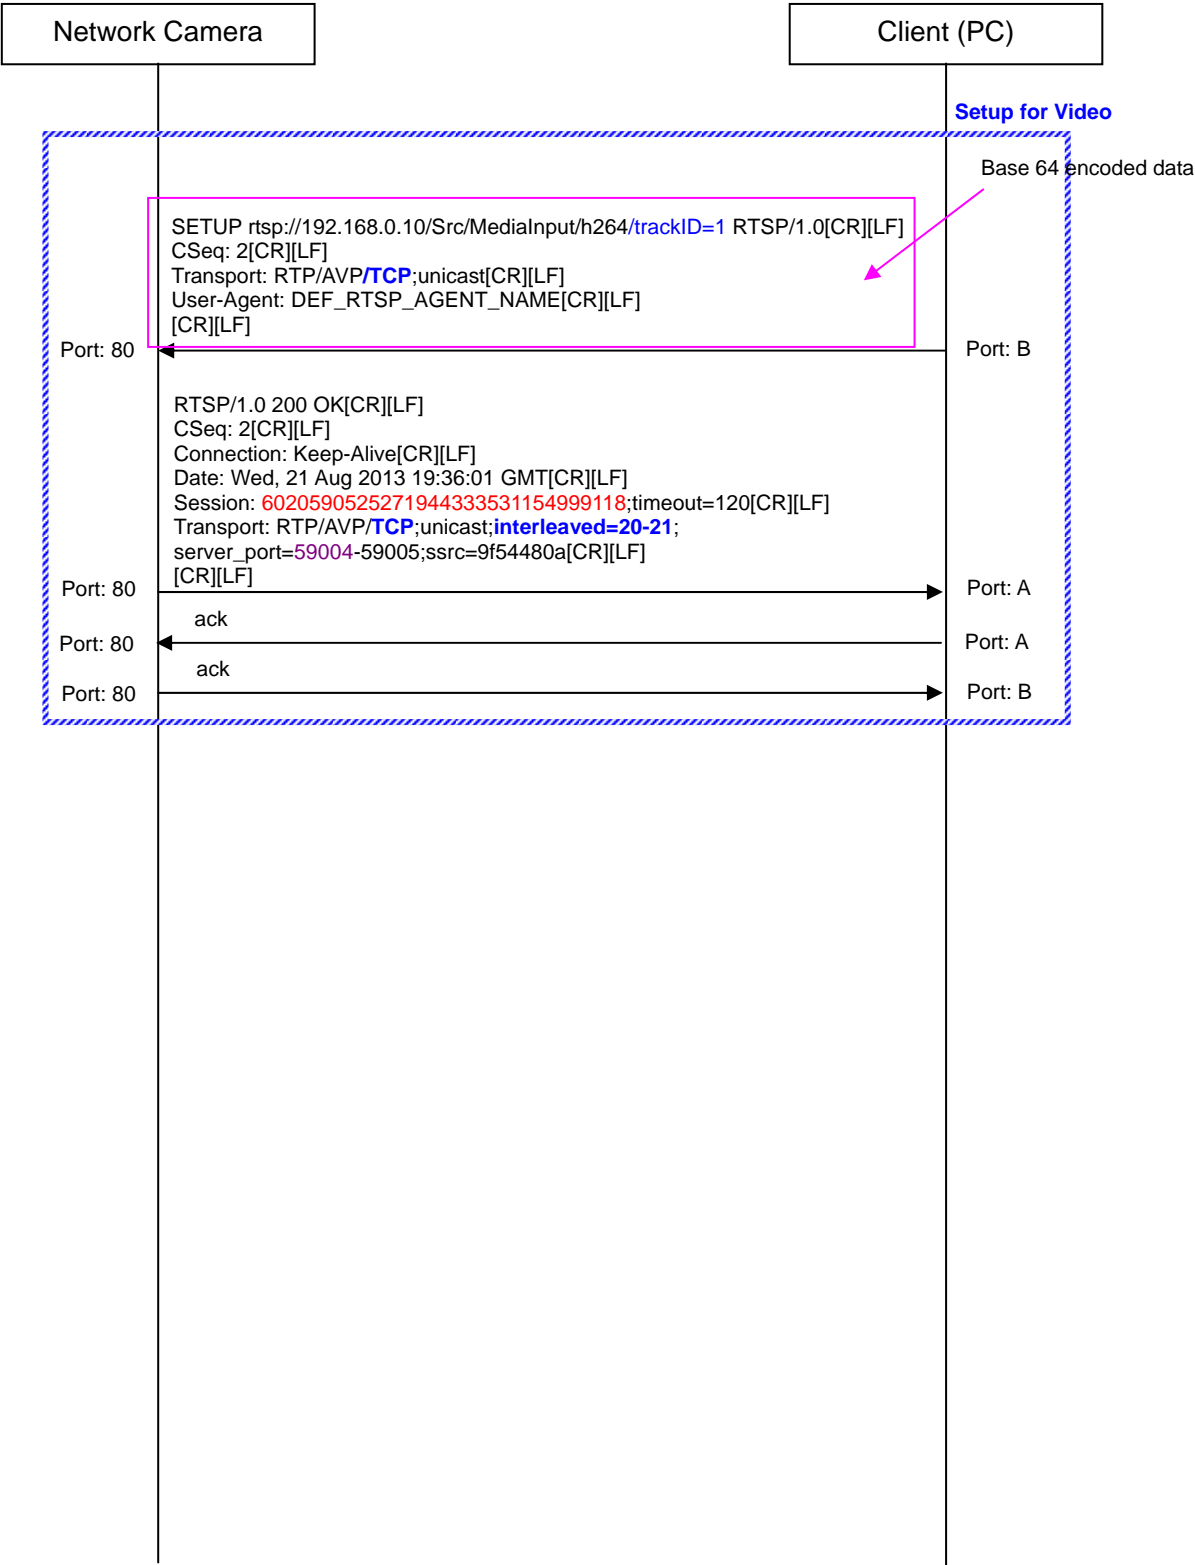 Network Camera
Client (PC)
Setup for Video
Base 64 encoded data
SETUP rtsp://192.168.0.10/Src/MediaInput/h264/trackID=1 RTSP/1.0[CR][LF]
CSeq: 2[CR][LF]
Transport: RTP/AVP/TCP;unicast[CR][LF]
User-Agent: DEF_RTSP_AGENT_NAME[CR][LF]
[CR][LF]
Port: 80
Port: B
RTSP/1.0 200 OK[CR][LF]
CSeq: 2[CR][LF]
Connection: Keep-Alive[CR][LF]
Date: Wed, 21 Aug 2013 19:36:01 GMT[CR][LF]
Session: 60205905252719443335311549991​18;timeout=120[CR][LF]
Transport: RTP/AVP/TCP;unicast;interleaved=20-21;
server_port=59004-59005;ssrc=9f54480a[CR][LF]
[CR][LF]
Port: 80
Port: A
ack
Port: 80
Port: A
ack
Port: 80
Port: B